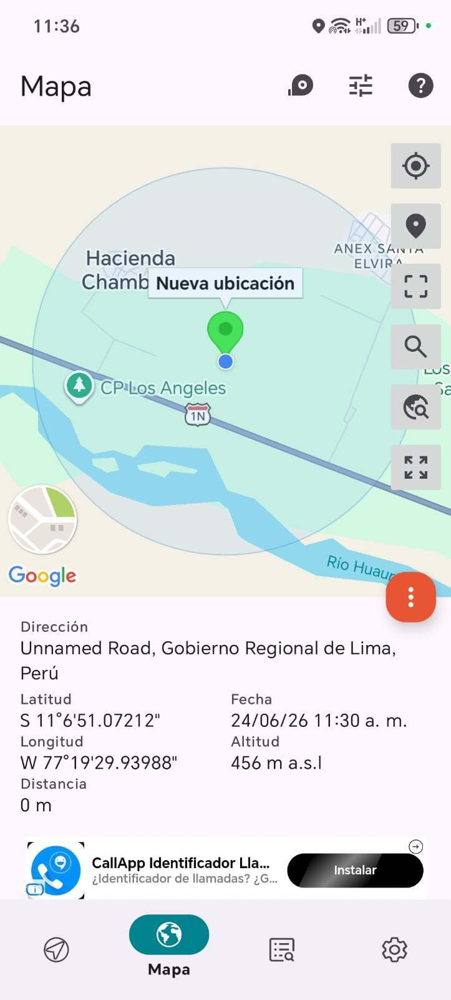 11:36
H+
59
Mapa
Hacienda
Chamb
Nueva ubicación
ANEX SANTA
ELVIRA
CP Los Angeles
1N
Los
Sa
Google
Río Huaur
Dirección
Unnamed Road, Gobierno Regional de Lima,
Perú
Latitud
S 11°6'51.07212"
Fecha
24/06/26 11:30 a. m.
Longitud
W 77°19'29.93988"
Altitud
456 m a.s.l
Distancia
0 m
CallApp Identificador Lla...
¿Identificador de llamadas? ¿G...
Instalar
Mapa